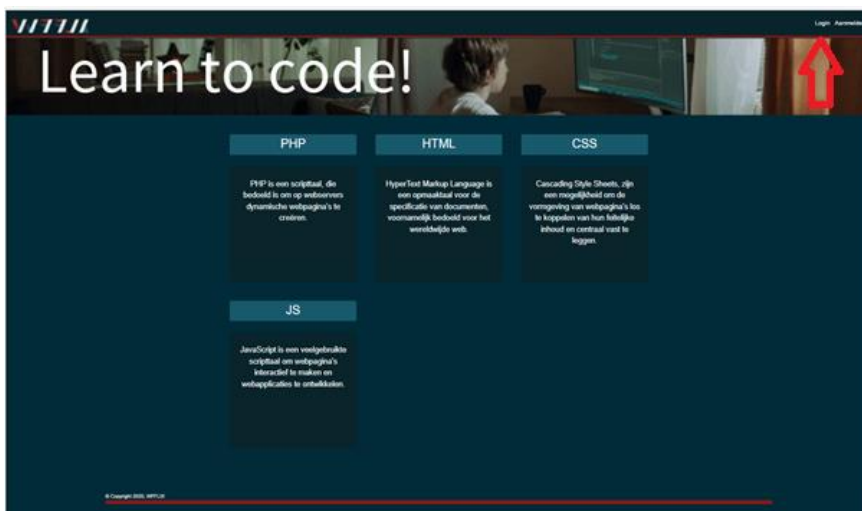 Login Aanmelden
Learn to code!
PHP
PHP is een scripttaal, die
bedoeld is om op webservers
dynamische webpagina's te
creëren.
HTML
HyperText Markup Language is
een opmaaktaal voor de
specificatie van documenten,
voornamelijk bedoeld voor het
wereldwijde web.
CSS
Cascading Style Sheets, zijn
een mogelijkheid om de
vormgeving van webpagina's los
te koppelen van hun feitelijke
inhoud en centraal vast te
leggen.
JS
JavaScript is een veelgebruikte
scripttaal om webpagina's
interactief te maken en
webapplicaties te ontwikkelen.
© Copyright 2020,